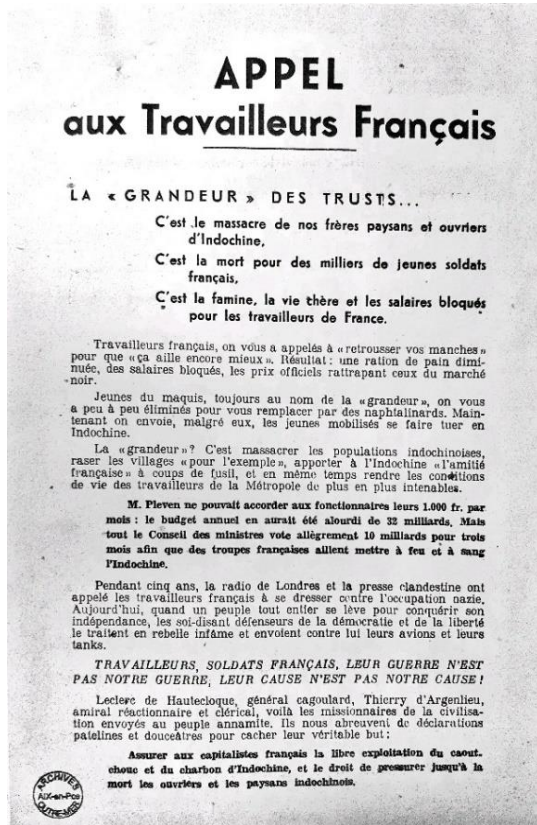 APPEL
aux Travailleurs Français
LA « GRANDEUR » DES TRUSTS...
C'est le massacre de nos frères paysans et ouvriers
d'Indochine,
C'est la mort pour des milliers de jeunes soldats
français,
C'est la famine, la vie chère et les salaires bloqués
pour les travailleurs de France.
Travailleurs français, on vous a appelés à « retrousser vos manches »
pour que « ça aille encore mieux ». Résultat : une ration de pain dimi-
nuée, des salaires bloqués, les prix officiels rattrapant ceux du marché
noir.
Jeunes du maquis, toujours au nom de la « grandeur », on vous
a peu à peu éliminés pour vous remplacer par des naphtalinards. Main-
tenant on envoie, malgré eux, les jeunes mobilisés se faire tuer en
Indochine.
La « grandeur » ? C'est massacrer les populations indochinoises,
raser les villages « pour l'exemple », apporter à l'Indochine « l'amitié
française » à coups de fusil, et en même temps rendre les conditions
de vie des travailleurs de la Métropole de plus en plus intenables.
M. Pleven ne pouvait accorder aux fonctionnaires leurs 1.000 fr. par
mois : le budget annuel en aurait été alourdi de 32 milliards. Mais
tout le Conseil des ministres vote allègrement 10 milliards pour trois
mois afin que des troupes françaises aillent mettre à feu et à sang
l'Indochine.
Pendant cinq ans, la radio de Londres et la presse clandestine ont
appelé les travailleurs français à se dresser contre l'occupation nazie.
Aujourd'hui, quand un peuple tout entier se lève pour conquérir son
indépendance, les soi-disant défenseurs de la démocratie et de la liberté
le traitent en rebelle infâme et envoient contre lui leurs avions et leurs
tanks.
TRAVAILLEURS, SOLDATS FRANÇAIS, LEUR GUERRE N'EST
PAS NOTRE GUERRE, LEUR CAUSE N'EST PAS NOTRE CAUSE !
Leclerc de Hautecloque, général cagoulard, Thierry d'Argenlieu,
amiral réactionnaire et clérical, voilà les missionnaires de la civilisa-
tion envoyés au peuple annamite. Ils nous abreuvent de déclarations
patelines et douceâtres pour cacher leur véritable but :
Assurer aux capitalistes français la libre exploitation du caout-
chouc et du charbon d'Indochine, et le droit de pressurer jusqu'à la
mort les ouvriers et les paysans indochinois.
ARCHIVES
AIX-en-Pce
OUTRE-MER